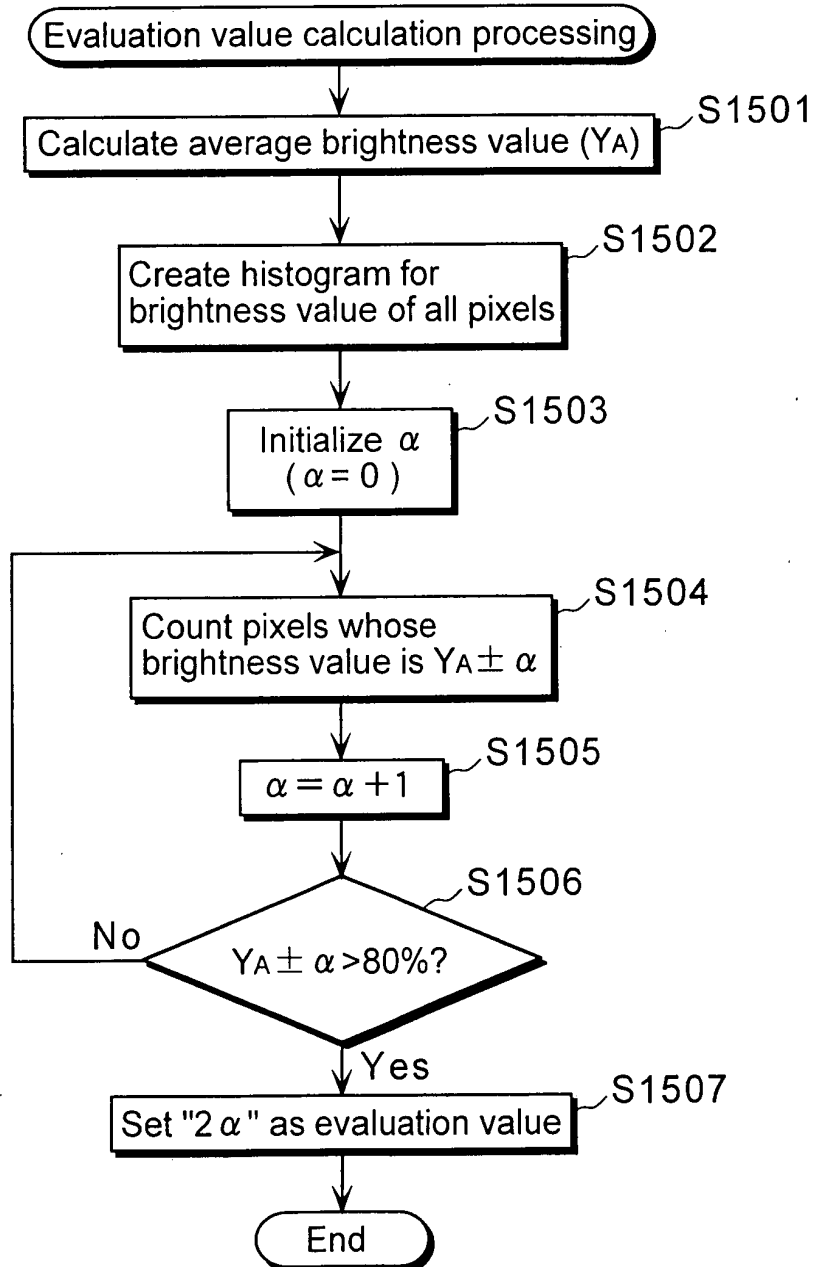 Evaluation value calculation processing
S1501
Calculate average brightness value (YA)
S1502
Create histogram for
brightness value of all pixels
S1503
Initialize α
( α = 0 )
S1504
Count pixels whose
brightness value is YA ± α
S1505
α = α + 1
S1506
No
YA ± α >80%?
Yes
S1507
Set "2 α" as evaluation value
End